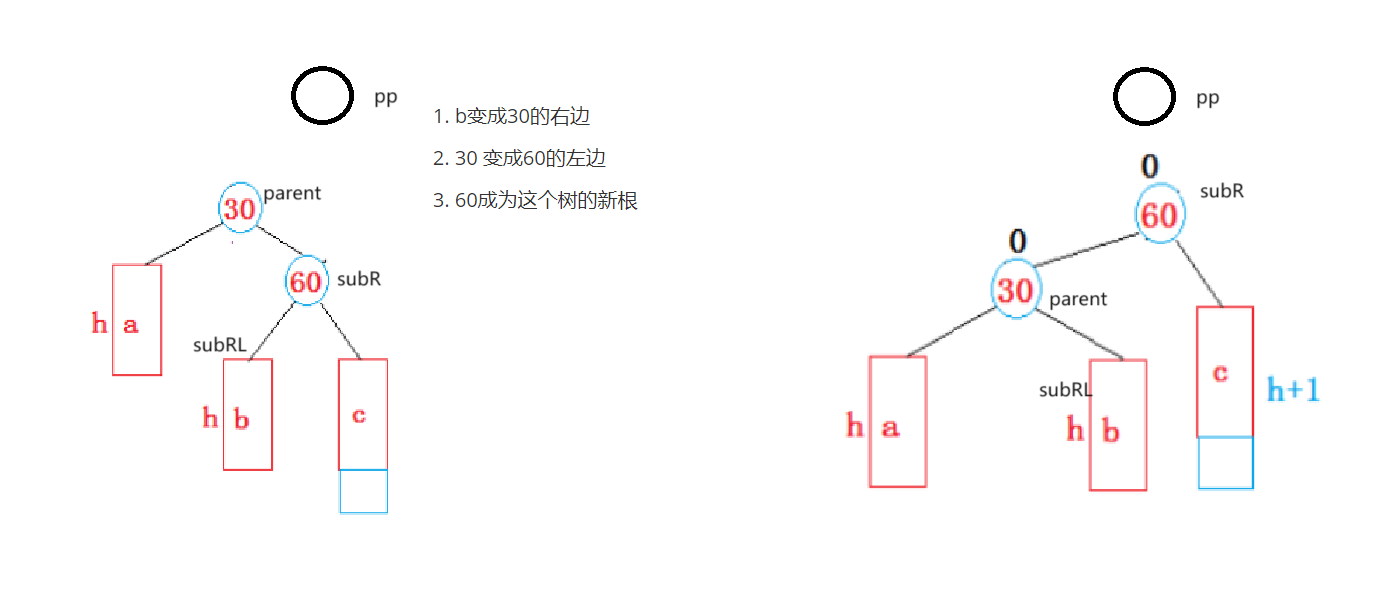 pp
1. b变成30的右边
2. 30 变成60的左边
3. 60成为这个树的新根
parent
30
60
subR
h a
subRL
h b
c
pp
0
subR
60
0
30
parent
c
h+1
subRL
h a
h b